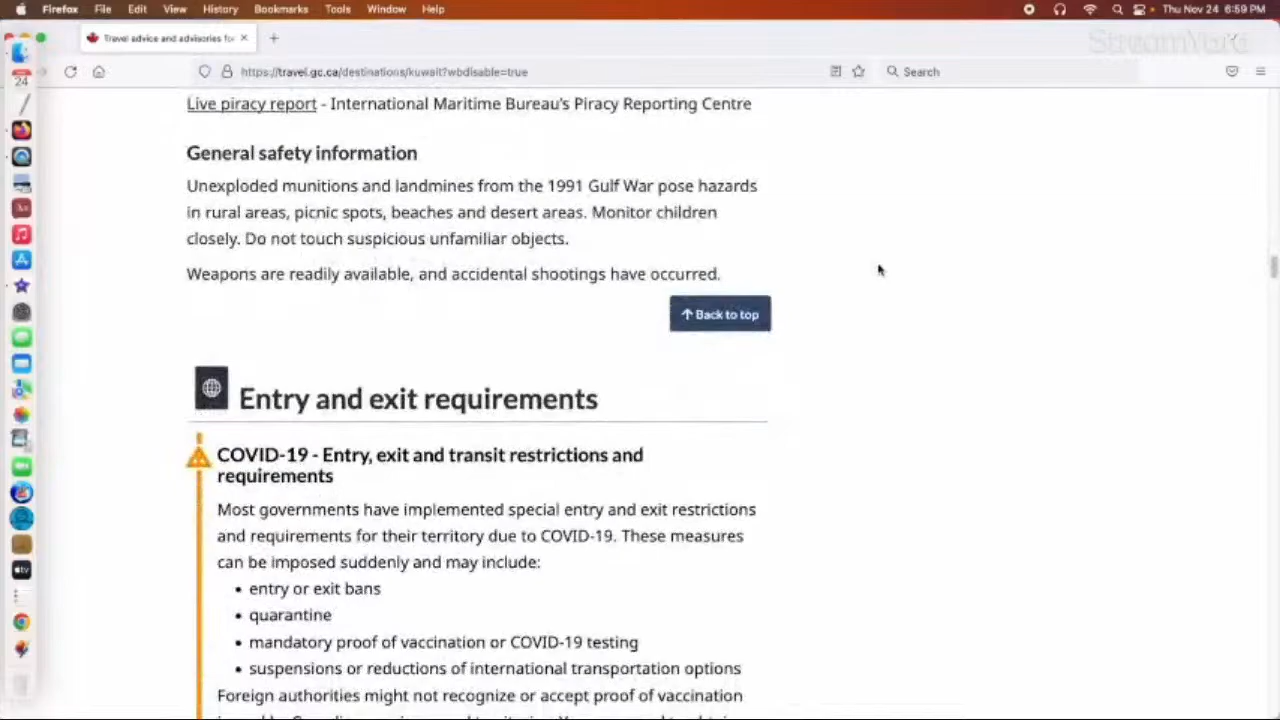 Firefox File Edit View History Bookmarks Tools Window Help Thu Nov 24 6:59 PM
Travel advice and advisories for
StreamYard
24
https://travel.gc.ca/destinations/kuwait?wbdisable=true Search
Live piracy report - International Maritime Bureau's Piracy Reporting Centre
General safety information
Unexploded munitions and landmines from the 1991 Gulf War pose hazards
in rural areas, picnic spots, beaches and desert areas. Monitor children
closely. Do not touch suspicious unfamiliar objects.
Weapons are readily available, and accidental shootings have occurred.
Back to top
Entry and exit requirements
COVID-19 - Entry, exit and transit restrictions and
requirements
Most governments have implemented special entry and exit restrictions
and requirements for their territory due to COVID-19. These measures
can be imposed suddenly and may include:
• entry or exit bans
• quarantine
• mandatory proof of vaccination or COVID-19 testing
• suspensions or reductions of international transportation options
Foreign authorities might not recognize or accept proof of vaccination